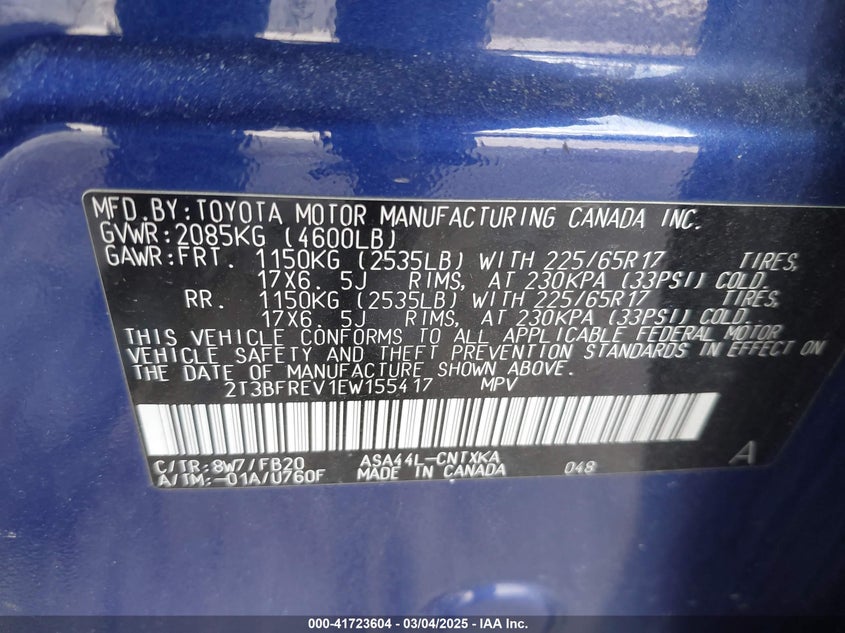 MFD.BY:TOYOTA MOTOR MANUFACTURING CANADA INC.
GVWR:2085KG (4600LB)
GAWR:FRT. 1150KG (2535LB) WITH 225/65R17 TIRES,
17X6. 5J RIMS, AT 230KPA (33PSI) COLD.
RR. 1150KG (2535LB) WITH 225/65R17 TIRES,
17X6. 5J RIMS, AT 230KPA (33PSI) COLD.
THIS VEHICLE CONFORMS TO ALL APPLICABLE FEDERAL MOTOR
VEHICLE SAFETY AND THEFT PREVENTION STANDARDS IN EFFECT ON
THE DATE OF MANUFACTURE SHOWN ABOVE.
2T3BFREV1EW155417 MPV
C/TR:8W7/FB20 ASA44L-CNTXKA
A/TM:-01A/U760F MADE IN CANADA 048 A
000-41723604 - 03/04/2025 - IAA Inc.